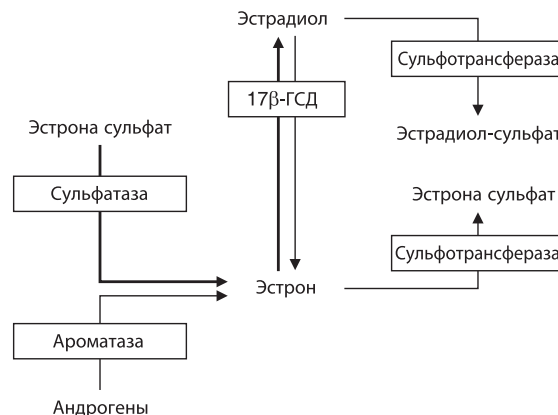 Эстрадиол
Сульфотрансфераза
17β-ГСД
Эстрона сульфат
Эстрадиол-сульфат
Сульфатаза
Эстрона сульфат
Сульфотрансфераза
Эстрон
Ароматаза
Андрогены